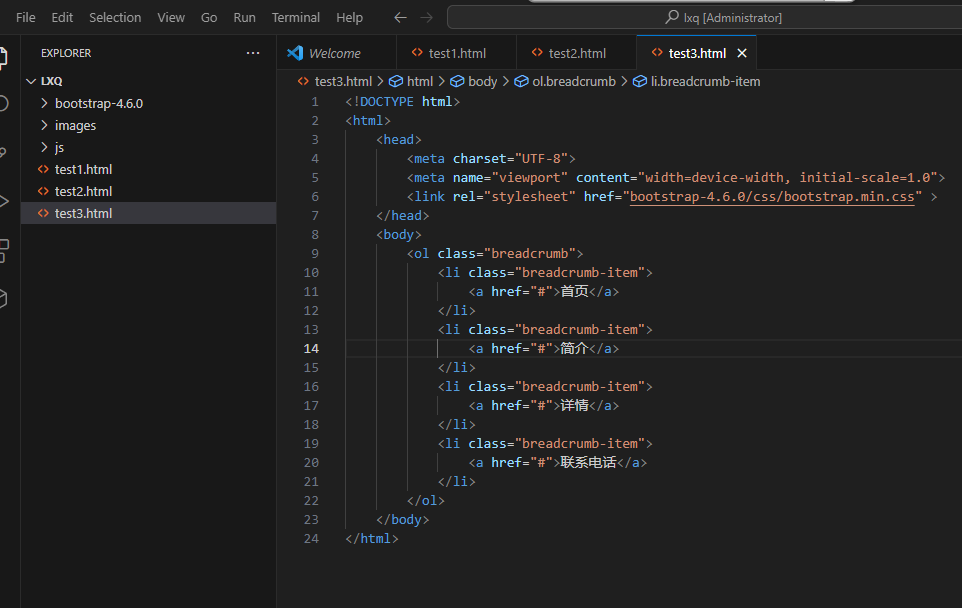 File Edit Selection View Go Run Terminal Help lxq [Administrator]
EXPLORER ···
LXQ
bootstrap-4.6.0
images
js
test1.html
test2.html
test3.html
Welcome test1.html test2.html test3.html
test3.html > html > body > ol.breadcrumb > li.breadcrumb-item
1 <!DOCTYPE html>
2 <html>
3 <head>
4 <meta charset="UTF-8">
5 <meta name="viewport" content="width=device-width, initial-scale=1.0">
6 <link rel="stylesheet" href="bootstrap-4.6.0/css/bootstrap.min.css" >
7 </head>
8 <body>
9 <ol class="breadcrumb">
10 <li class="breadcrumb-item">
11 <a href="#">首页</a>
12 </li>
13 <li class="breadcrumb-item">
14 <a href="#">简介</a>
15 </li>
16 <li class="breadcrumb-item">
17 <a href="#">详情</a>
18 </li>
19 <li class="breadcrumb-item">
20 <a href="#">联系电话</a>
21 </li>
22 </ol>
23 </body>
24 </html>